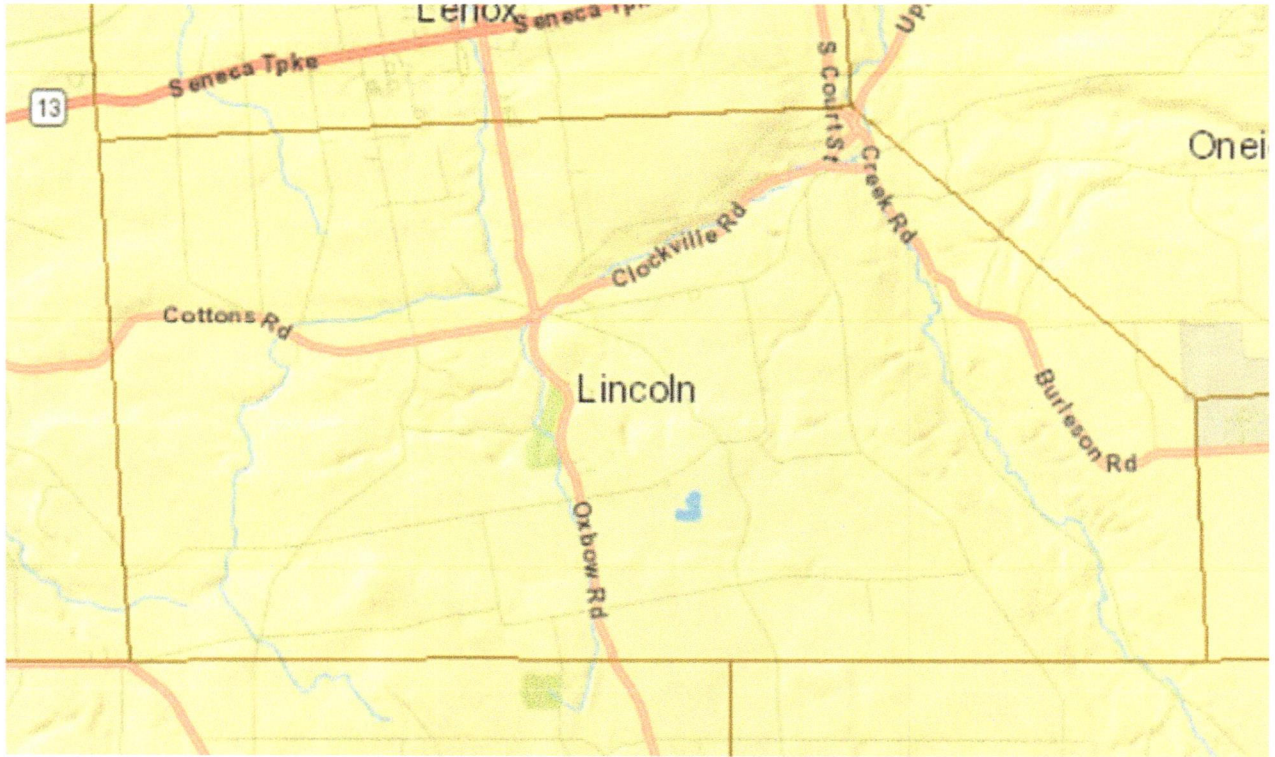 Lenox
Seneca Tpke
Seneca Tpke
13
S Court St
Onei
Creek Rd
Clockville Rd
Cottons Rd
Lincoln
Burleson Rd
Oxbow Rd